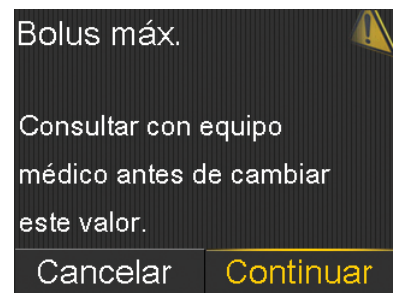 Bolus máx.
Consultar con equipo
médico antes de cambiar
este valor.
Cancelar Continuar